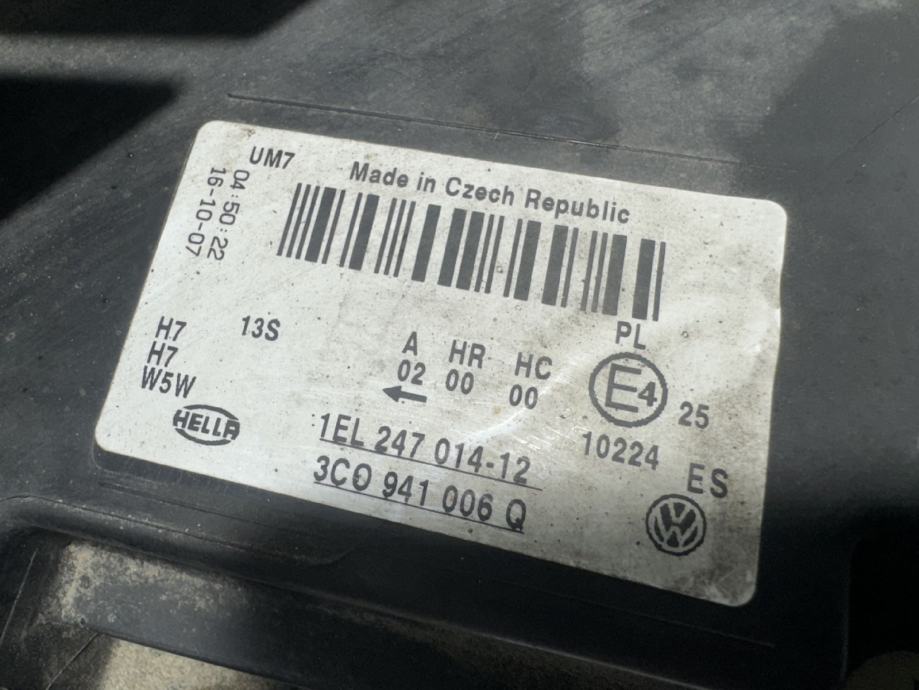 UM7
Made in Czech Republic
04:50:22
16-10-07
H7
H7
W5W
13S
A HR HC
02 00 00
PL
E4
25
10224
HELLA
1EL 247 014-12
3C0 941 006 Q
ES
VW